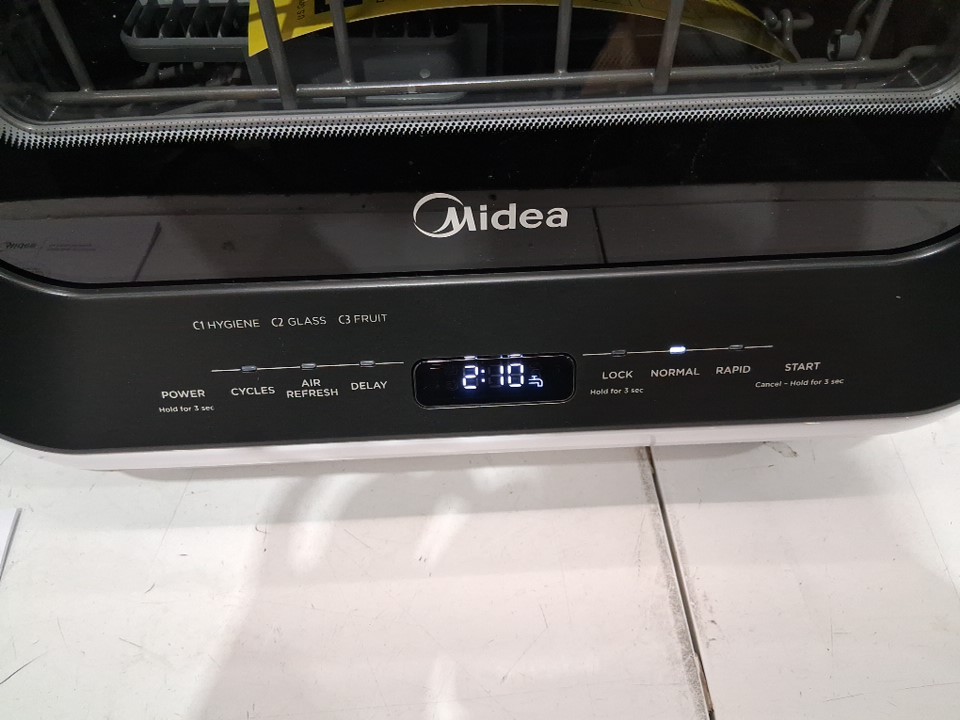 Midea
Midea
C1 HYGIENE C2 GLASS C3 FRUIT
POWER
Hold for 3 sec
CYCLES
AIR
REFRESH
DELAY
2:10
LOCK
Hold for 3 sec
NORMAL
RAPID
START
Cancel - Hold for 3 sec